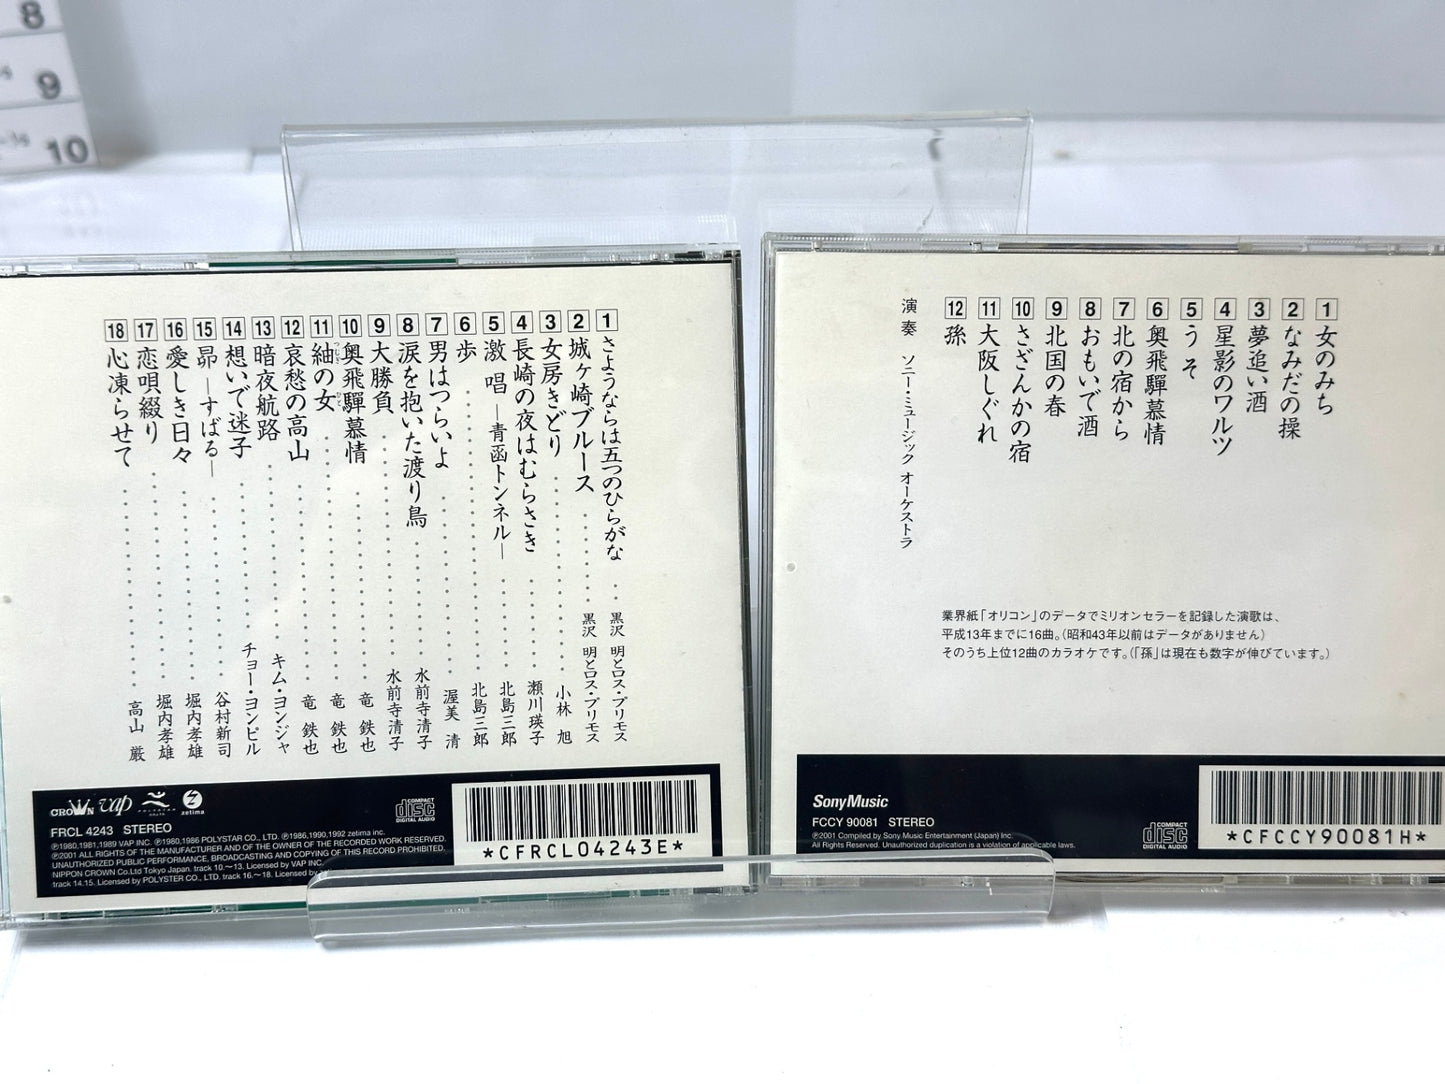 8
9
10
1 さようならは五つのひらがな 黒沢 明とロス・プリモス
2 城ヶ崎ブルース 黒沢 明とロス・プリモス
3 女房きどり 小林 旭
4 長崎の夜はむらさき 瀬川瑛子
5 激 唱 ―青函トンネル― 北島三郎
6 歩 北島三郎
7 男はつらいよ 渥美 清
8 涙を抱いた渡り鳥 水前寺清子
9 大勝負 水前寺清子
10 奥飛騨慕情 竜 鉄也
11 紬の女 竜 鉄也
つむぎ ひと
12 哀愁の高山 竜 鉄也
13 暗夜航路 キム・ヨンジャ
14 想いで迷子 チョー・ヨンピル
15 昴 ―すばる― 谷村新司
16 愛しき日々 堀内孝雄
17 恋唄綴り 堀内孝雄
18 心凍らせて 高山 厳
CROWN vap POLYSTAR zetima
COMPACT disc DIGITAL AUDIO
FRCL 4243 STEREO
℗1980,1981,1989 VAP INC. ℗1980,1986 POLYSTAR CO., LTD. ℗1986,1990,1992 zetima inc.
℗2001 ALL RIGHTS OF THE MANUFACTURER AND OF THE OWNER OF THE RECORDED WORK RESERVED.
UNAUTHORIZED PUBLIC PERFORMANCE, BROADCASTING AND COPYING OF THIS RECORD PROHIBITED.
NIPPON CROWN Co.Ltd Tokyo Japan. track 10.〜13. Licensed by VAP INC.
track 14.15. Licensed by POLYSTER CO., LTD. track 16.〜18. Licensed by
*CFRCL04243E*
1 女のみち
2 なみだの操
3 夢追い酒
4 星影のワルツ
5 う そ
6 奥飛騨慕情
7 北の宿から
8 おもいで酒
9 北国の春
10 さざんかの宿
11 大阪しぐれ
12 孫
演 奏 ソニー・ミュージック オーケストラ
業界紙「オリコン」のデータでミリオンセラーを記録した演歌は、
平成13年までに16曲。(昭和43年以前はデータがありません)
そのうち上位12曲のカラオケです。(「孫」は現在も数字が伸びています。)
Sony Music
FCCY 90081 STEREO
℗2001 Compiled by Sony Music Entertainment (Japan) Inc.
All Rights Reserved. Unauthorized duplication is a violation of applicable laws.
COMPACT disc DIGITAL AUDIO
*CFCCY90081H*